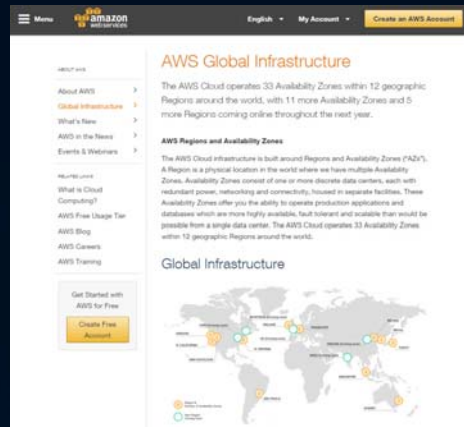 Menu
amazon
web services
English
My Account
Create an AWS Account
ABOUT AWS
About AWS
Global Infrastructure
What's New
AWS in the News
Events & Webinars
RELATED LINKS
What is Cloud
Computing?
AWS Free Usage Tier
AWS Blog
AWS Careers
AWS Training
Get Started with
AWS for Free
Create Free
Account
AWS Global Infrastructure
The AWS Cloud operates 33 Availability Zones within 12 geographic
Regions around the world, with 11 more Availability Zones and 5
more Regions coming online throughout the next year.
AWS Regions and Availability Zones
The AWS Cloud infrastructure is built around Regions and Availability Zones ("AZs").
A Region is a physical location in the world where we have multiple Availability
Zones. Availability Zones consist of one or more discrete data centers, each with
redundant power, networking and connectivity, housed in separate facilities. These
Availability Zones offer you the ability to operate production applications and
databases which are more highly available, fault tolerant and scalable than would be
possible from a single data center. The AWS Cloud operates 33 Availability Zones
within 12 geographic Regions around the world.
Global Infrastructure